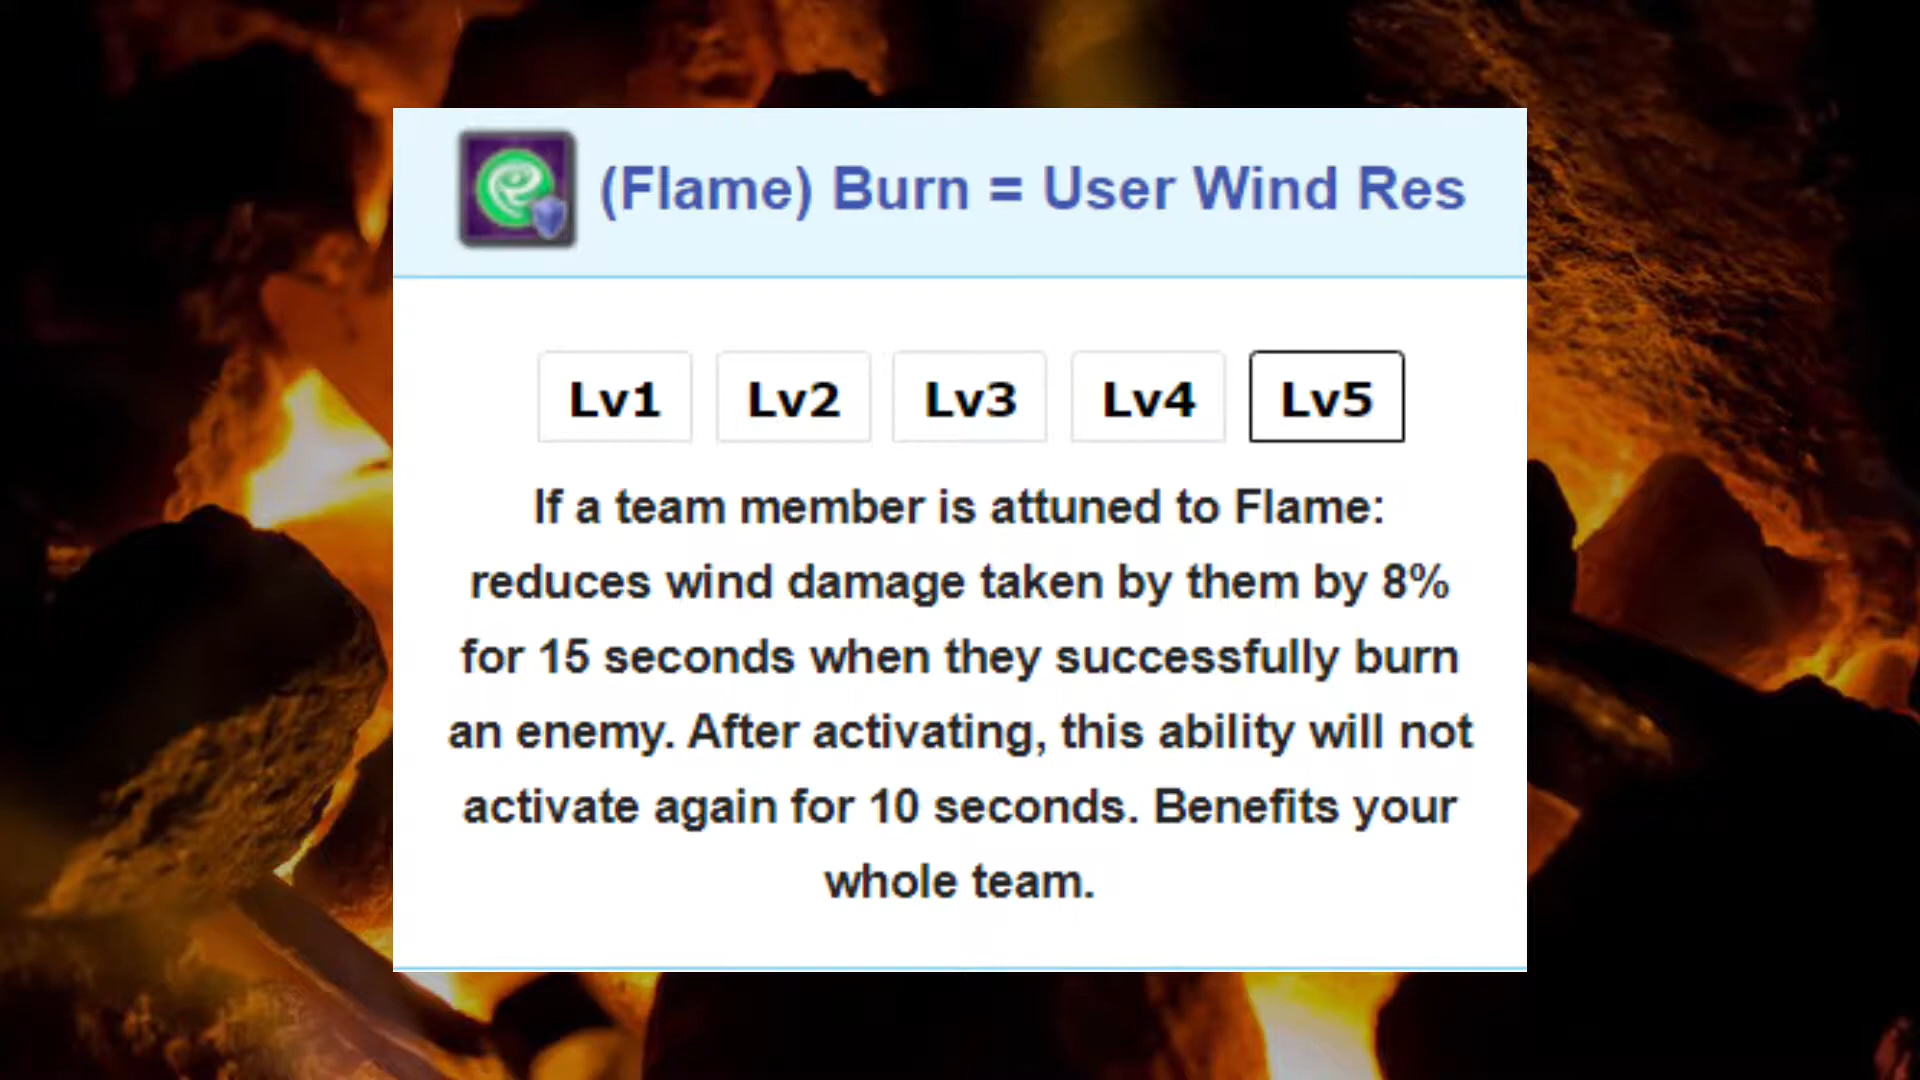 (Flame) Burn = User Wind Res
Lv1 Lv2 Lv3 Lv4 Lv5
If a team member is attuned to Flame:
reduces wind damage taken by them by 8%
for 15 seconds when they successfully burn
an enemy. After activating, this ability will not
activate again for 10 seconds. Benefits your
whole team.